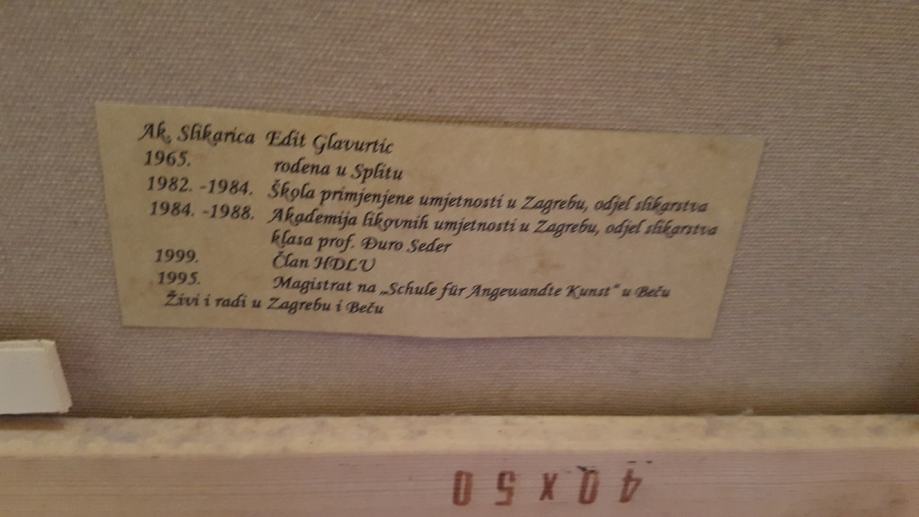 Ak. Slikarica Edit Glavurtic
1965. rođena u Splitu
1982. -1984. Škola primjenjene umjetnosti u Zagrebu, odjel slikarstva
1984. -1988. Akademija likovnih umjetnosti u Zagrebu, odjel slikarstva
klasa prof. Đuro Seder
1999. Član HDLU
1995. Magistrat na „Schule für Angewandte Kunst" u Beču
Živi i radi u Zagrebu i Beču
40 x 50